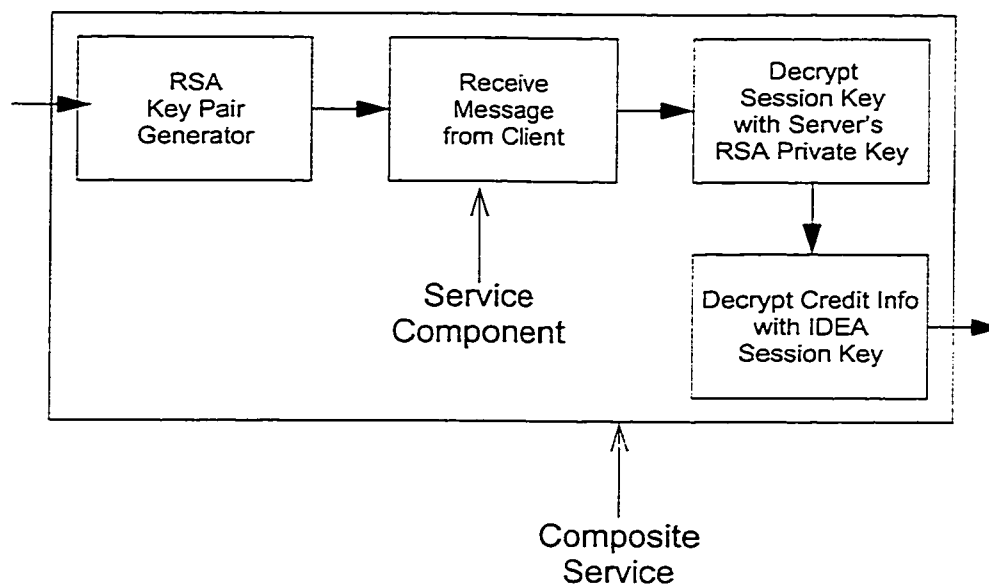 RSA
Key Pair
Generator
Receive
Message
from Client
Decrypt
Session Key
with Server's
RSA Private Key
Service
Component
Decrypt Credit Info
with IDEA
Session Key
Composite
Service